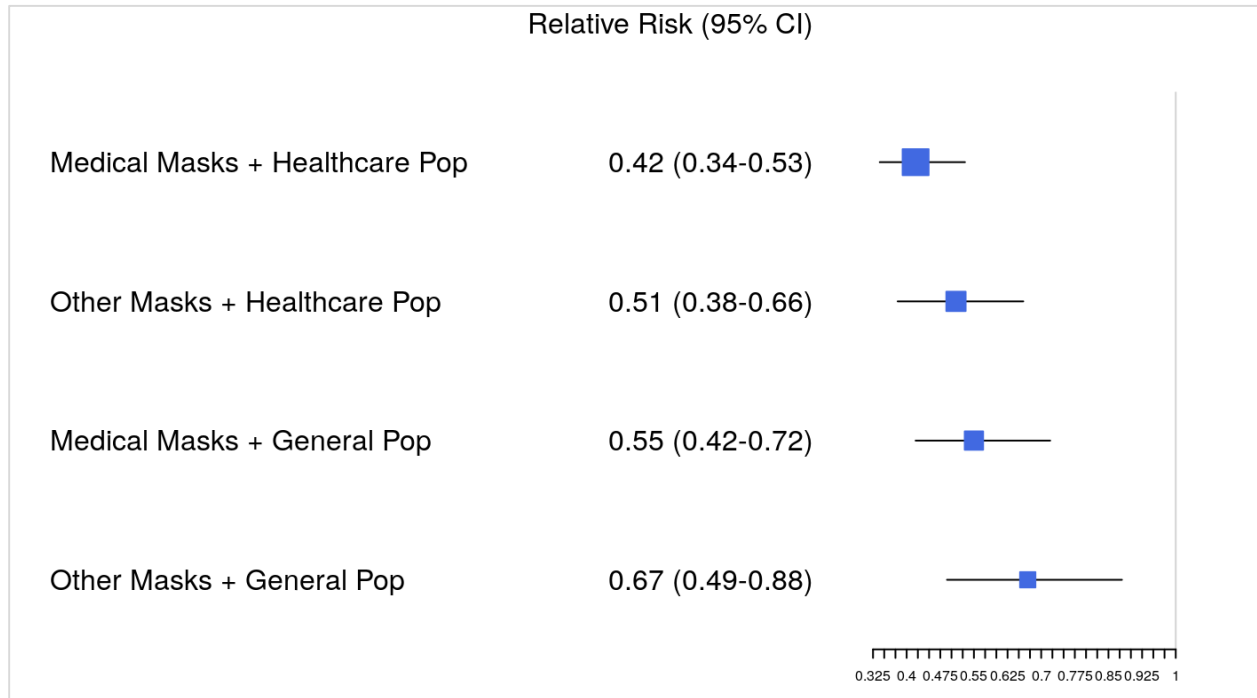 Relative Risk (95% CI)
Medical Masks + Healthcare Pop 0.42 (0.34-0.53)
Other Masks + Healthcare Pop 0.51 (0.38-0.66)
Medical Masks + General Pop 0.55 (0.42-0.72)
Other Masks + General Pop 0.67 (0.49-0.88)
0.325 0.4 0.475 0.55 0.625 0.7 0.775 0.85 0.925 1